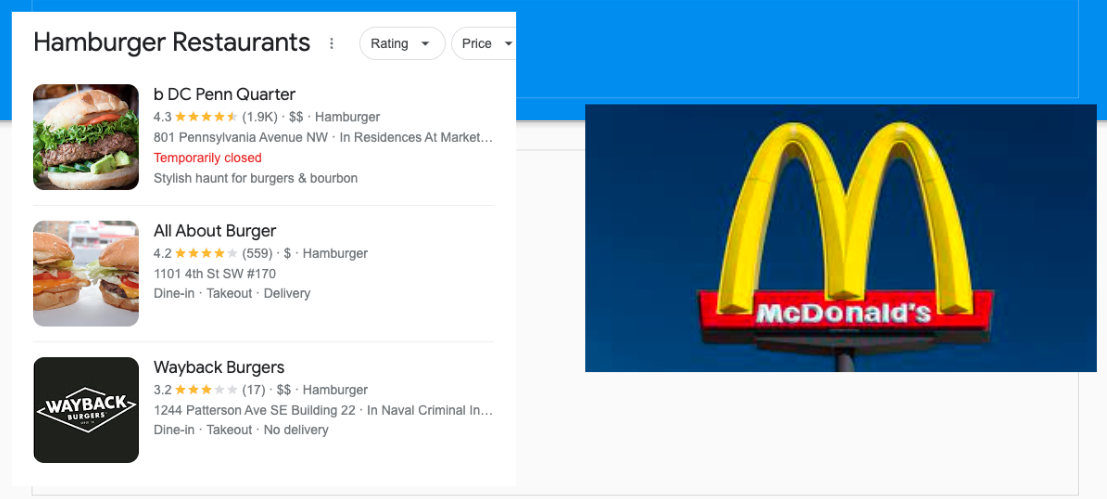 Hamburger Restaurants
Rating
Price
b DC Penn Quarter
4.3 (1.9K) · $$ · Hamburger
801 Pennsylvania Avenue NW · In Residences At Market...
Temporarily closed
Stylish haunt for burgers & bourbon
All About Burger
4.2 (559) · $ · Hamburger
1101 4th St SW #170
Dine-in · Takeout · Delivery
WAYBACK
BURGERS
Wayback Burgers
3.2 (17) · $$ · Hamburger
1244 Patterson Ave SE Building 22 · In Naval Criminal In...
Dine-in · Takeout · No delivery
McDonald's